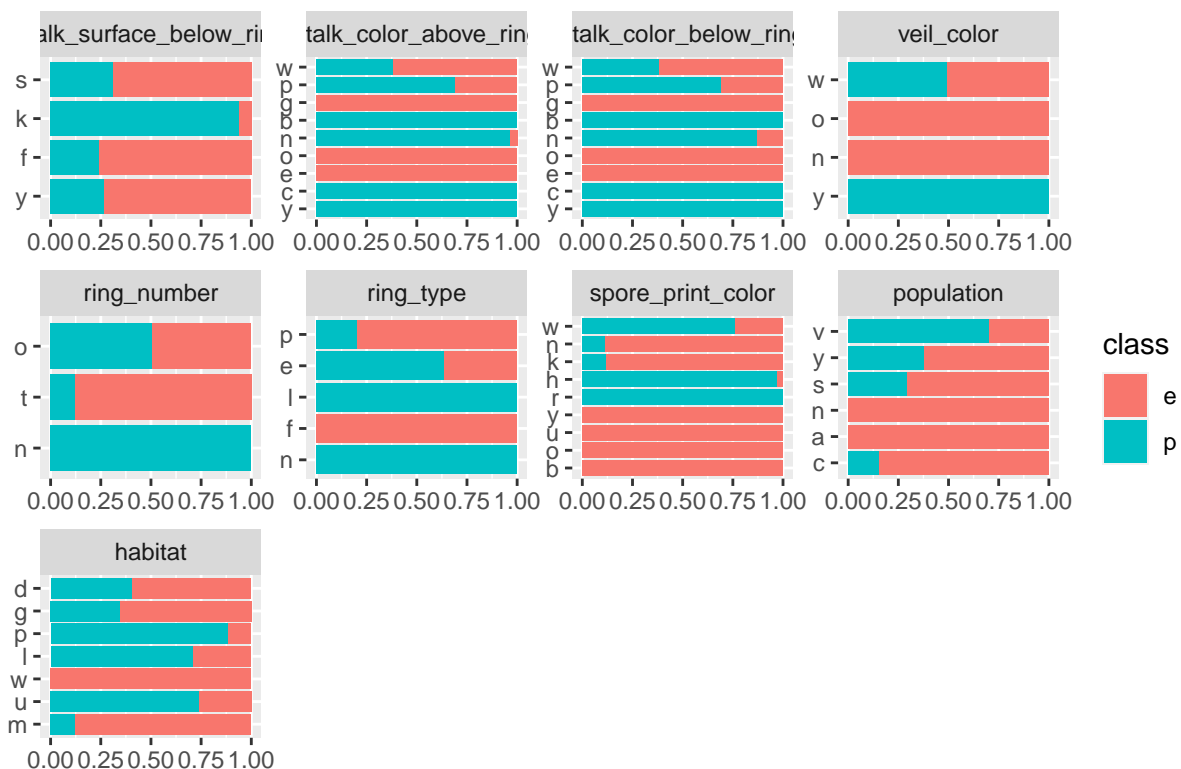 alk_surface_below_rin
talk_color_above_ring
talk_color_below_ring
veil_color
s
k
f
y
0.00 0.25 0.50 0.75 1.00
w
p
g
b
n
o
e
c
y
0.00 0.25 0.50 0.75 1.00
w
p
g
b
n
o
e
c
y
0.00 0.25 0.50 0.75 1.00
w
o
n
y
0.00 0.25 0.50 0.75 1.00
ring_number
ring_type
spore_print_color
population
o
t
n
0.00 0.25 0.50 0.75 1.00
p
e
l
f
n
0.00 0.25 0.50 0.75 1.00
w
n
k
h
r
y
u
o
b
0.00 0.25 0.50 0.75 1.00
v
y
s
n
a
c
0.00 0.25 0.50 0.75 1.00
class
e
p
habitat
d
g
p
l
w
u
m
0.00 0.25 0.50 0.75 1.00